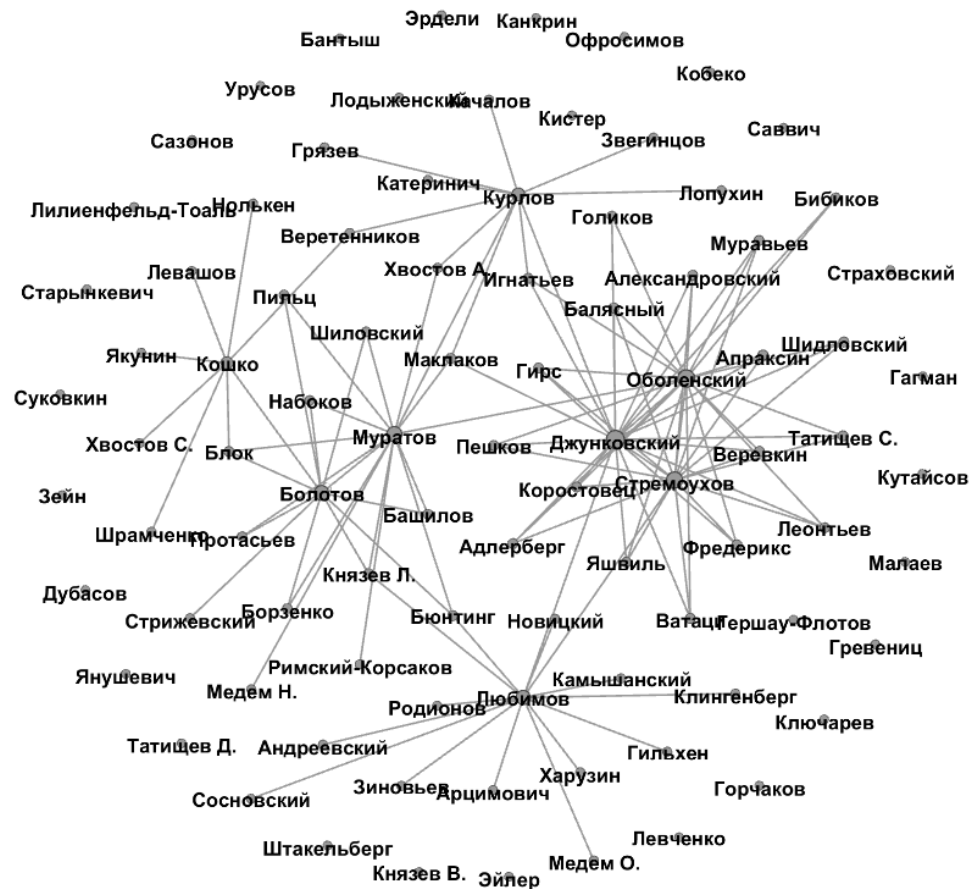 Эрдели
Канкрин
Офросимов
Бантыш
Кобеко
Урусов
Лодыженский
Качалов
Кистер
Саввич
Сазонов
Звегинцов
Грязев
Катеринич
Курлов
Лопухин
Бибиков
Лилиенфельд-Тоаль
Нолькен
Голиков
Веретенников
Муравьев
Левашов
Хвостов А.
Игнатьев
Александровский
Страховский
Старынкевич
Пильц
Балясный
Шиловский
Шидловский
Якунин
Кошко
Маклаков
Гирс
Апраксин
Оболенский
Гагман
Суковкин
Набоков
Муратов
Хвостов С.
Блок
Пешков
Джунковский
Татищев С.
Веревкин
Кутайсов
Зейн
Болотов
Коростовец
Стремоухов
Башилов
Леонтьев
Шрамченко
Протасьев
Адлерберг
Фредерикс
Яшвиль
Малаев
Князев Л.
Дубасов
Стрижевский
Борзенко
Бюнтинг
Новицкий
Ватаци
Гершау-Флотов
Гревениц
Янушевич
Римский-Корсаков
Медем Н.
Камышанский
Любимов
Клингенберг
Родионов
Ключарев
Татищев Д.
Андреевский
Гильхен
Харузин
Сосновский
Зиновьев
Арцимович
Горчаков
Штакельберг
Левченко
Медем О.
Князев В.
Эйлер